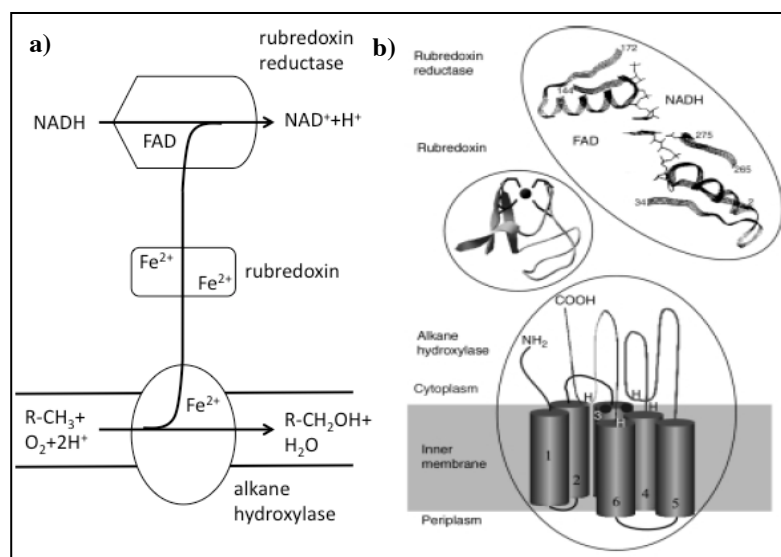 a)
rubredoxin
reductase
NADH
FAD
NAD⁺+H⁺
Fe²⁺
Fe²⁺
rubredoxin
Fe²⁺
R-CH₃+
O₂+2H⁺
R-CH₂OH+
H₂O
alkane
hydroxylase
b)
Rubredoxin
reductase
172
144
NADH
FAD
275
265
34
2
Rubredoxin
COOH
Alkane
hydroxylase
NH₂
Cytoplasm
H
H
H
H
3
Inner
membrane
1
2
6
4
5
Periplasm